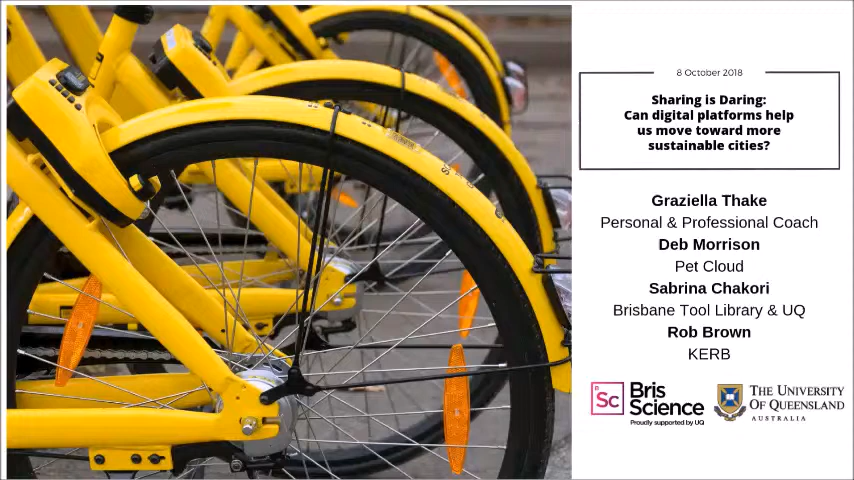 8 October 2018
Sharing is Daring:
Can digital platforms help
us move toward more
sustainable cities?
Graziella Thake
Personal & Professional Coach
Deb Morrison
Pet Cloud
Sabrina Chakori
Brisbane Tool Library & UQ
Rob Brown
KERB
Sc
Bris
Science
Proudly supported by UQ
THE UNIVERSITY
OF QUEENSLAND
AUSTRALIA